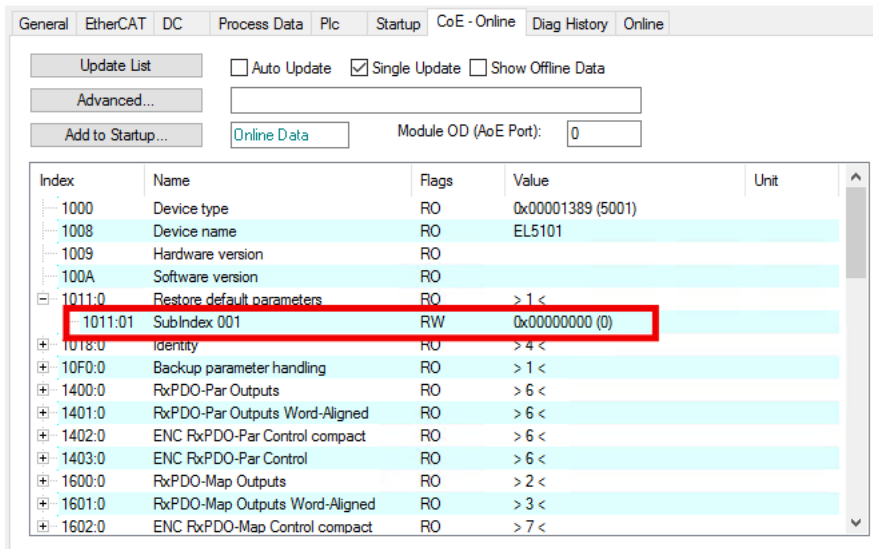 General EtherCAT DC Process Data Plc Startup CoE - Online Diag History Online
Update List Auto Update Single Update Show Offline Data
Advanced...
Add to Startup... Online Data Module OD (AoE Port): 0
Index Name Flags Value Unit
1000 Device type RO 0x00001389 (5001)
1008 Device name RO EL5101
1009 Hardware version RO
100A Software version RO
1011:0 Restore default parameters RO > 1 <
1011:01 SubIndex 001 RW 0x00000000 (0)
1018:0 Identity RO > 4 <
10F0:0 Backup parameter handling RO > 1 <
1400:0 RxPDO-Par Outputs RO > 6 <
1401:0 RxPDO-Par Outputs Word-Aligned RO > 6 <
1402:0 ENC RxPDO-Par Control compact RO > 6 <
1403:0 ENC RxPDO-Par Control RO > 6 <
1600:0 RxPDO-Map Outputs RO > 2 <
1601:0 RxPDO-Map Outputs Word-Aligned RO > 3 <
1602:0 ENC RxPDO-Map Control compact RO > 7 <